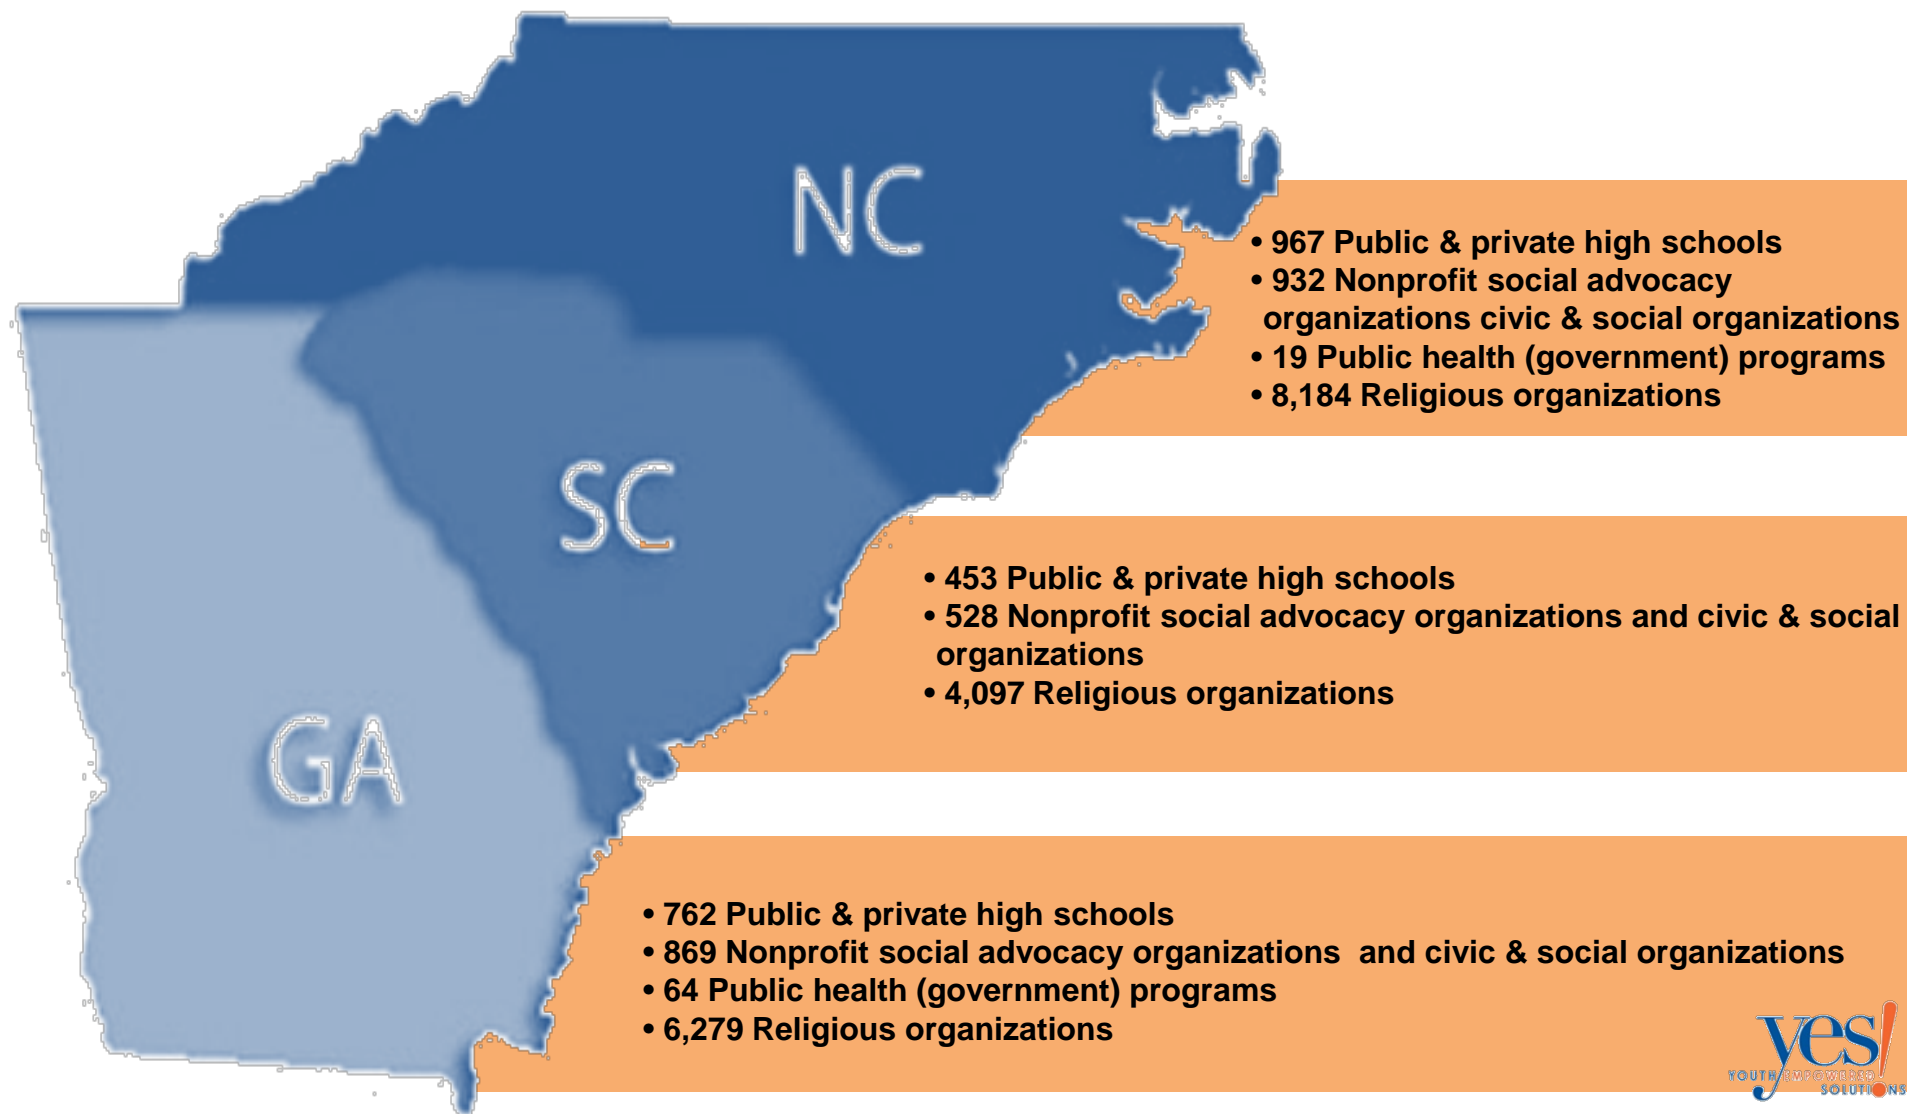 NC
• 967 Public & private high schools
• 932 Nonprofit social advocacy
organizations civic & social organizations
• 19 Public health (government) programs
• 8,184 Religious organizations
SC
• 453 Public & private high schools
• 528 Nonprofit social advocacy organizations and civic & social
organizations
• 4,097 Religious organizations
GA
• 762 Public & private high schools
• 869 Nonprofit social advocacy organizations  and civic & social organizations
• 64 Public health (government) programs
• 6,279 Religious organizations
yes!
YOUTH EMPOWERED
SOLUTIONS